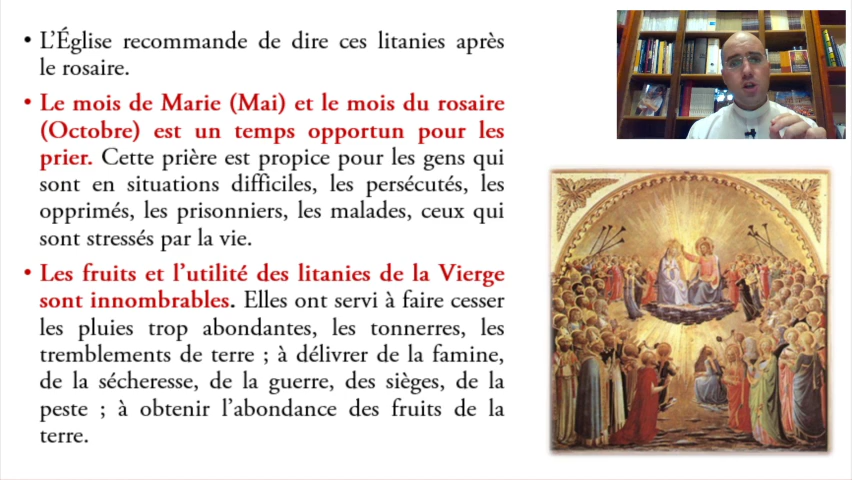 • L’Église recommande de dire ces litanies après
le rosaire.
• Le mois de Marie (Mai) et le mois du rosaire
(Octobre) est un temps opportun pour les
prier. Cette prière est propice pour les gens qui
sont en situations difficiles, les persécutés, les
opprimés, les prisonniers, les malades, ceux qui
sont stressés par la vie.
• Les fruits et l’utilité des litanies de la Vierge
sont innombrables. Elles ont servi à faire cesser
les pluies trop abondantes, les tonnerres, les
tremblements de terre ; à délivrer de la famine,
de la sécheresse, de la guerre, des sièges, de la
peste ; à obtenir l’abondance des fruits de la
terre.